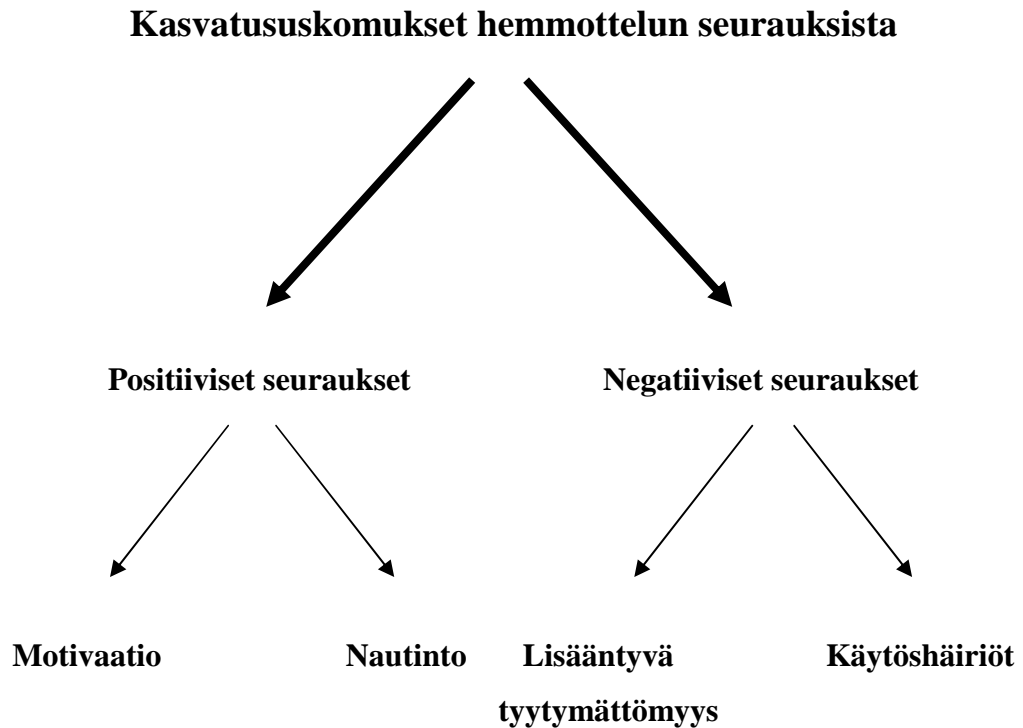 Kasvatususkomukset hemmottelun seurauksista
Positiiviset seuraukset
Negatiiviset seuraukset
Motivaatio
Nautinto
Lisääntyvä
tyytymättömyys
Käytöshäiriöt